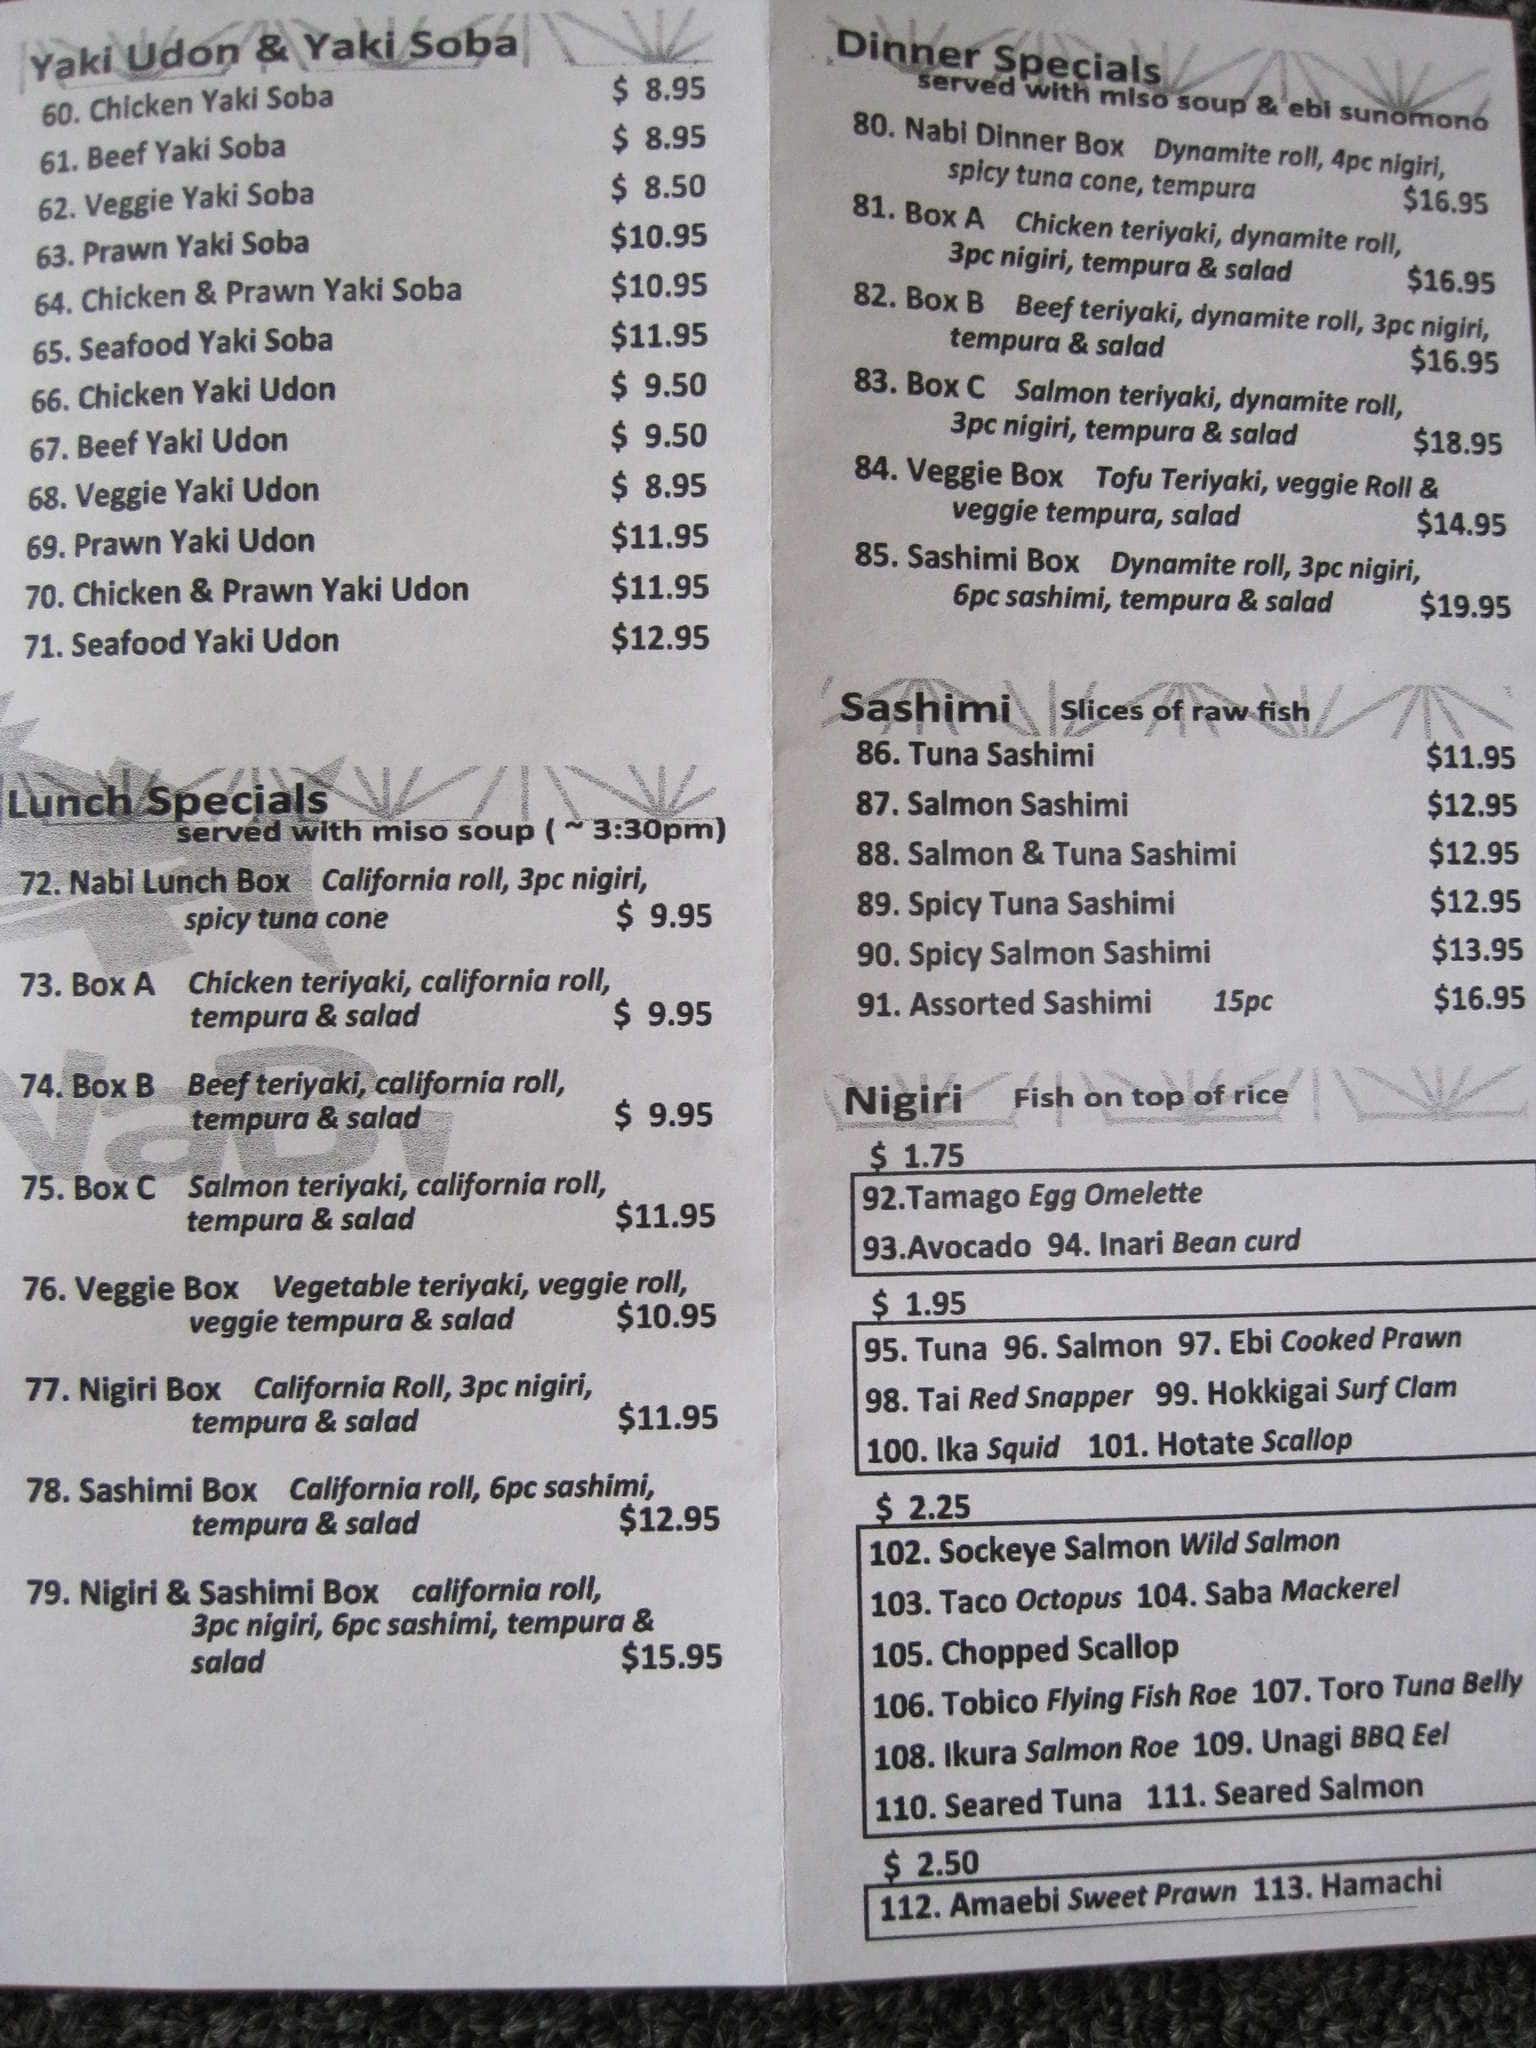 Yaki Udon & Yaki Soba
60. Chicken Yaki Soba $ 8.95
61. Beef Yaki Soba $ 8.95
62. Veggie Yaki Soba $ 8.50
63. Prawn Yaki Soba $10.95
64. Chicken & Prawn Yaki Soba $10.95
65. Seafood Yaki Soba $11.95
66. Chicken Yaki Udon $ 9.50
67. Beef Yaki Udon $ 9.50
68. Veggie Yaki Udon $ 8.95
69. Prawn Yaki Udon $11.95
70. Chicken & Prawn Yaki Udon $11.95
71. Seafood Yaki Udon $12.95
Lunch Specials
served with miso soup ( ~ 3:30pm)
72. Nabi Lunch Box California roll, 3pc nigiri,
spicy tuna cone $ 9.95
73. Box A Chicken teriyaki, california roll,
tempura & salad $ 9.95
74. Box B Beef teriyaki, california roll,
tempura & salad $ 9.95
75. Box C Salmon teriyaki, california roll,
tempura & salad $11.95
76. Veggie Box Vegetable teriyaki, veggie roll,
veggie tempura & salad $10.95
77. Nigiri Box California Roll, 3pc nigiri,
tempura & salad $11.95
78. Sashimi Box California roll, 6pc sashimi,
tempura & salad $12.95
79. Nigiri & Sashimi Box california roll,
3pc nigiri, 6pc sashimi, tempura &
salad $15.95
NaBi
Dinner Specials
served with miso soup & ebi sunomono
80. Nabi Dinner Box Dynamite roll, 4pc nigiri,
spicy tuna cone, tempura $16.95
81. Box A Chicken teriyaki, dynamite roll,
3pc nigiri, tempura & salad $16.95
82. Box B Beef teriyaki, dynamite roll, 3pc nigiri,
tempura & salad $16.95
83. Box C Salmon teriyaki, dynamite roll,
3pc nigiri, tempura & salad $18.95
84. Veggie Box Tofu Teriyaki, veggie Roll &
veggie tempura, salad $14.95
85. Sashimi Box Dynamite roll, 3pc nigiri,
6pc sashimi, tempura & salad $19.95
Sashimi Slices of raw fish
86. Tuna Sashimi $11.95
87. Salmon Sashimi $12.95
88. Salmon & Tuna Sashimi $12.95
89. Spicy Tuna Sashimi $12.95
90. Spicy Salmon Sashimi $13.95
91. Assorted Sashimi 15pc $16.95
Nigiri Fish on top of rice
$ 1.75
92.Tamago Egg Omelette
93.Avocado 94. Inari Bean curd
$ 1.95
95. Tuna 96. Salmon 97. Ebi Cooked Prawn
98. Tai Red Snapper 99. Hokkigai Surf Clam
100. Ika Squid 101. Hotate Scallop
$ 2.25
102. Sockeye Salmon Wild Salmon
103. Taco Octopus 104. Saba Mackerel
105. Chopped Scallop
106. Tobico Flying Fish Roe 107. Toro Tuna Belly
108. Ikura Salmon Roe 109. Unagi BBQ Eel
110. Seared Tuna 111. Seared Salmon
$ 2.50
112. Amaebi Sweet Prawn 113. Hamachi